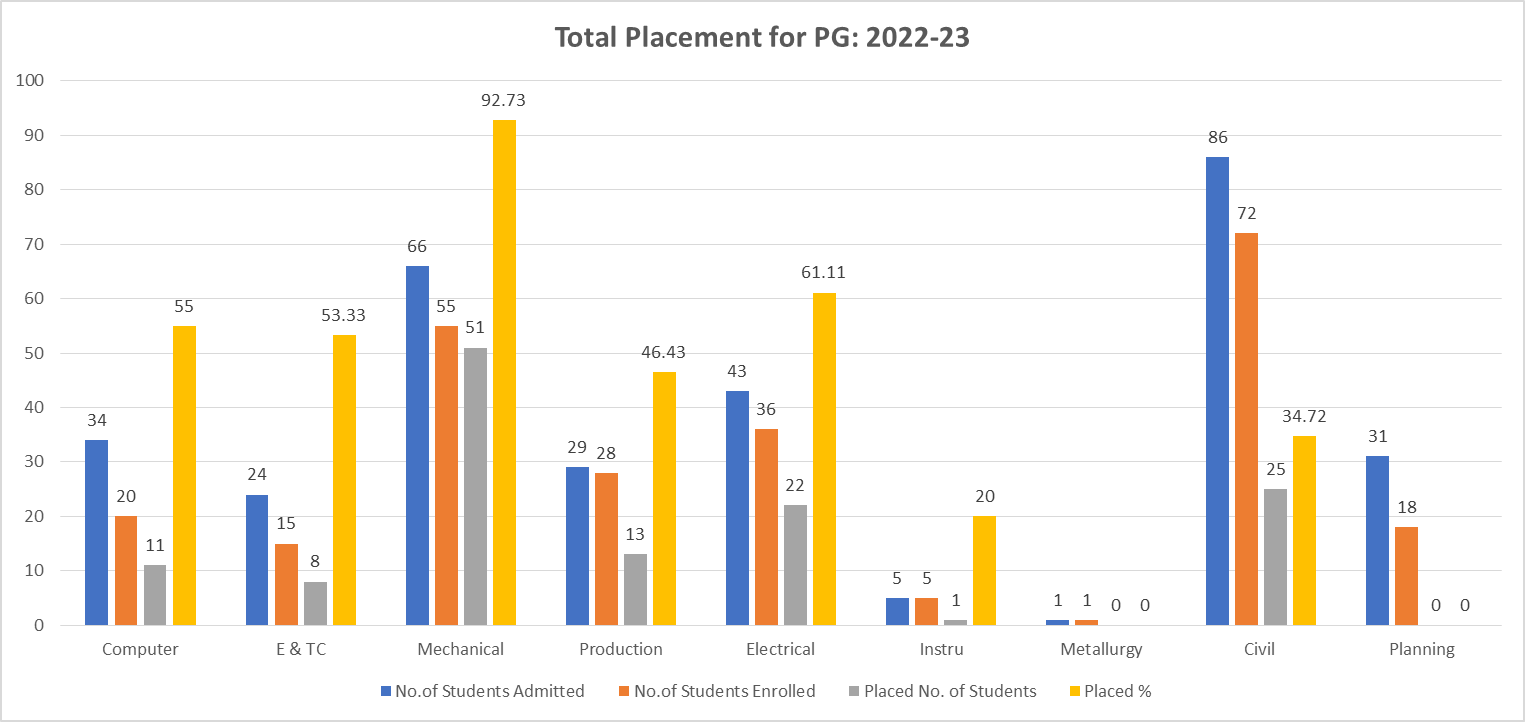 Total Placement for PG: 2022-23
100
90
80
70
60
50
40
30
20
10
0
34 20 11 55
24 15 8 53.33
66 55 51 92.73
29 28 13 46.43
43 36 22 61.11
5 5 1 20
1 1 0 0
86 72 25 34.72
31 18 0 0
Computer E & TC Mechanical Production Electrical Instru Metallurgy Civil Planning
No.of Students Admitted No.of Students Enrolled Placed No. of Students Placed %